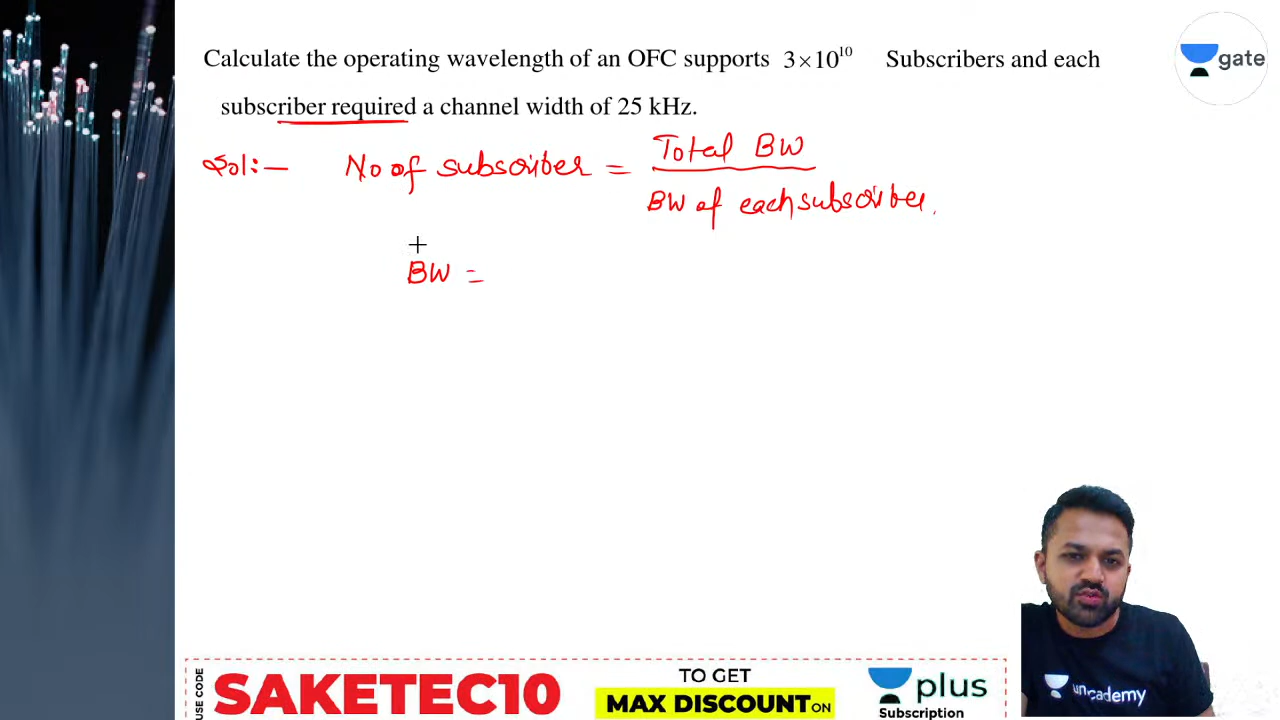 Calculate the operating wavelength of an OFC supports 3×10¹⁰ Subscribers and each
subscriber required a channel width of 25 kHz.
Sol:- No of subscriber = Total BW
BW of each subscriber.
BW =
gate
unacademy
USE CODE
SAKETEC10
TO GET
MAX DISCOUNT ON
plus
Subscription